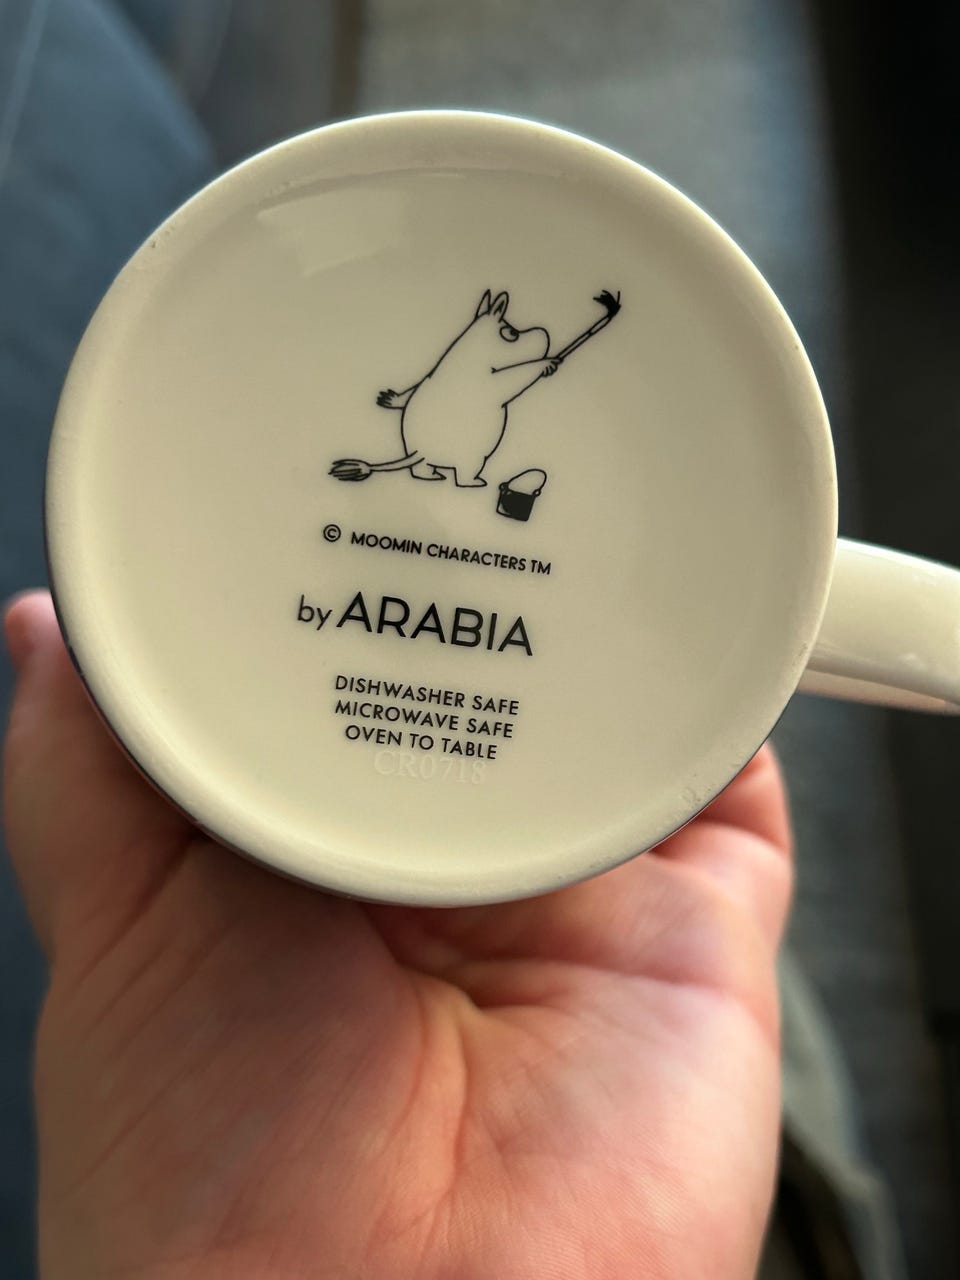 © MOOMIN CHARACTERS TM
by ARABIA
DISHWASHER SAFE
MICROWAVE SAFE
OVEN TO TABLE
CR0718